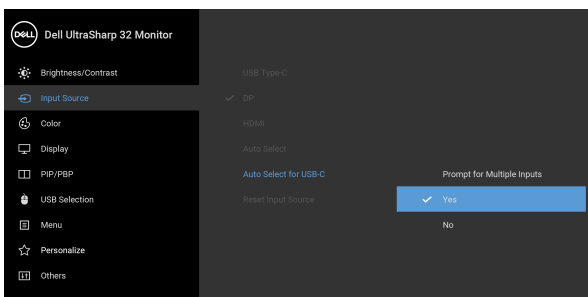 DELL
Dell UltraSharp 32 Monitor
Brightness/Contrast
USB Type-C
Input Source
DP
Color
HDMI
Display
Auto Select
PIP/PBP
Auto Select for USB-C
Prompt for Multiple Inputs
USB Selection
Reset Input Source
Yes
Menu
No
Personalize
Others